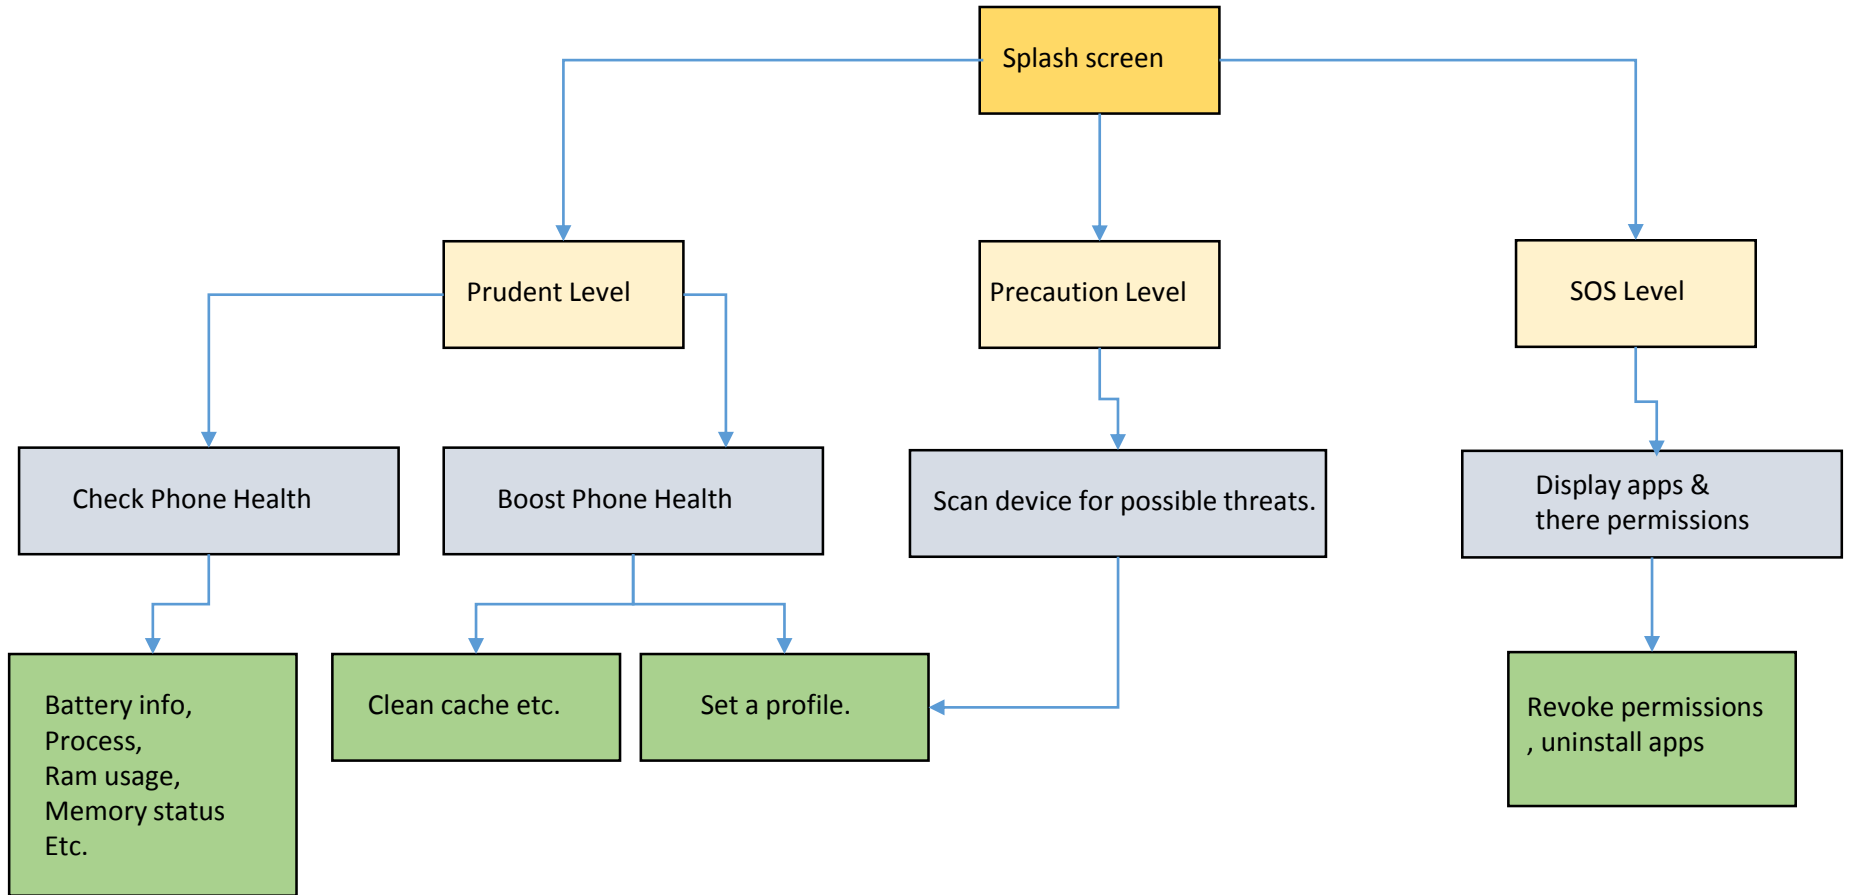 Splash screen
Prudent Level
Precaution Level
SOS Level
Check Phone Health
Boost Phone Health
Scan device for possible threats.
Display apps &
there permissions
Battery info,
Process,
Ram usage,
Memory status
Etc.
Clean cache etc.
Set a profile.
Revoke permissions
, uninstall apps